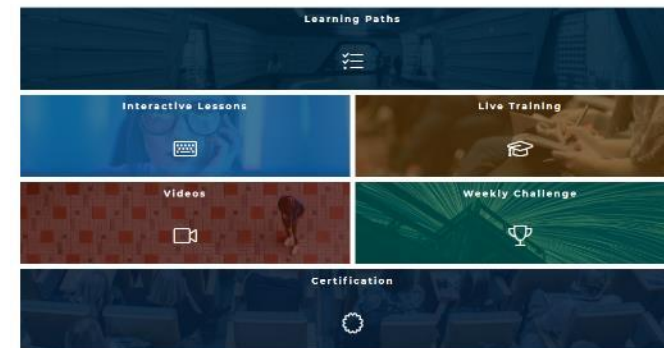 Learning Paths
Interactive Lessons
Live Training
Videos
Weekly Challenge
Certification